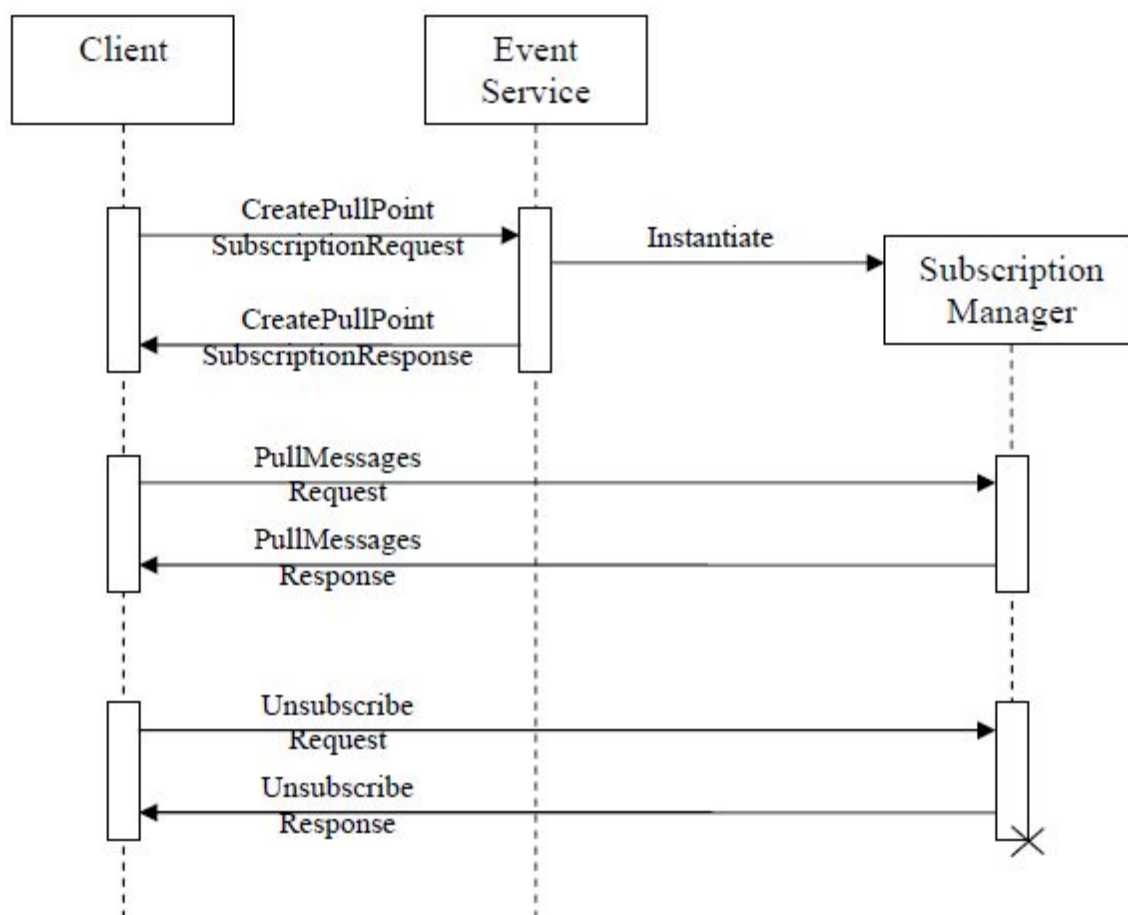 Client
Event
Service
CreatePullPoint
SubscriptionRequest
Instantiate
Subscription
Manager
CreatePullPoint
SubscriptionResponse
PullMessages
Request
PullMessages
Response
Unsubscribe
Request
Unsubscribe
Response